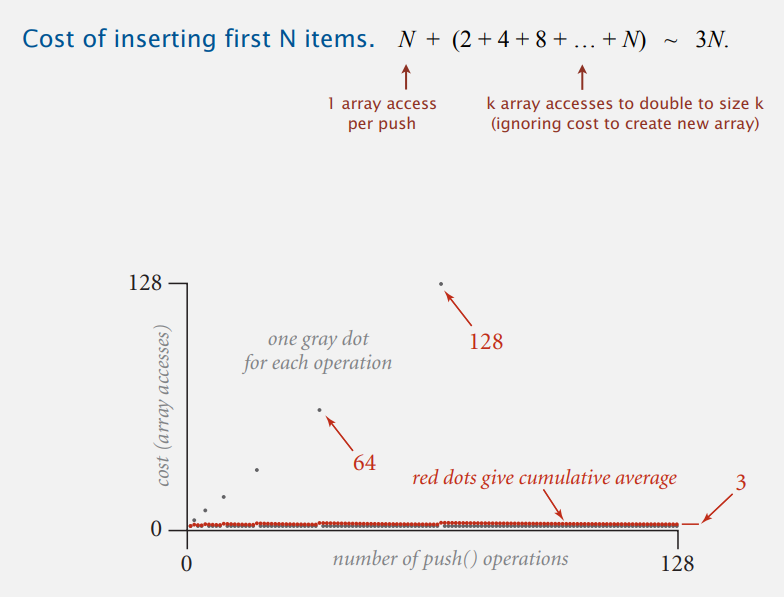 Cost of inserting first N items. N + (2 + 4 + 8 + … + N) ~ 3N.
1 array access
per push
k array accesses to double to size k
(ignoring cost to create new array)
128
one gray dot
for each operation
128
cost (array accesses)
64
red dots give cumulative average
3
0
0
number of push() operations
128